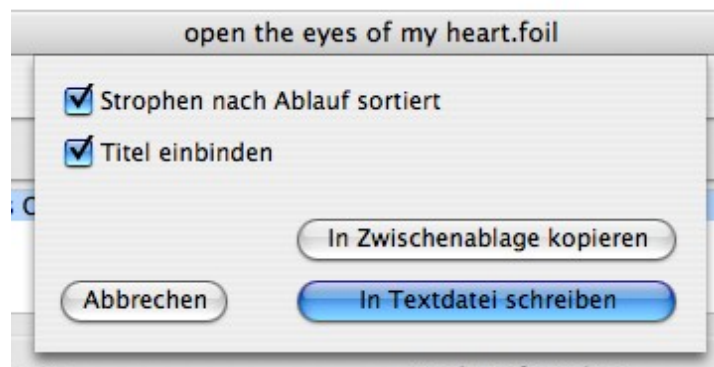 open the eyes of my heart.foil
Strophen nach Ablauf sortiert
Titel einbinden
In Zwischenablage kopieren
Abbrechen In Textdatei schreiben